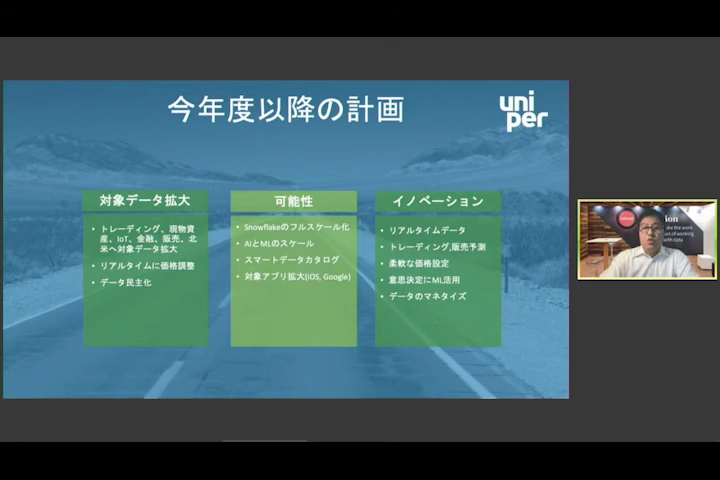 今年度以降の計画
uni
per
対象データ拡大
• トレーディング、現物資
産、IoT、金融、販売、北
米へ対象データ拡大
• リアルタイムに価格調整
• データ民主化
可能性
• Snowflakeのフルスケール化
• AIとMLのスケール
• スマートデータカタログ
• 対象アプリ拡大(iOS, Google)
イノベーション
• リアルタイムデータ
• トレーディング,販売予測
• 柔軟な価格設定
• 意思決定にML活用
• データのマネタイズ
ike the work
of working
with data